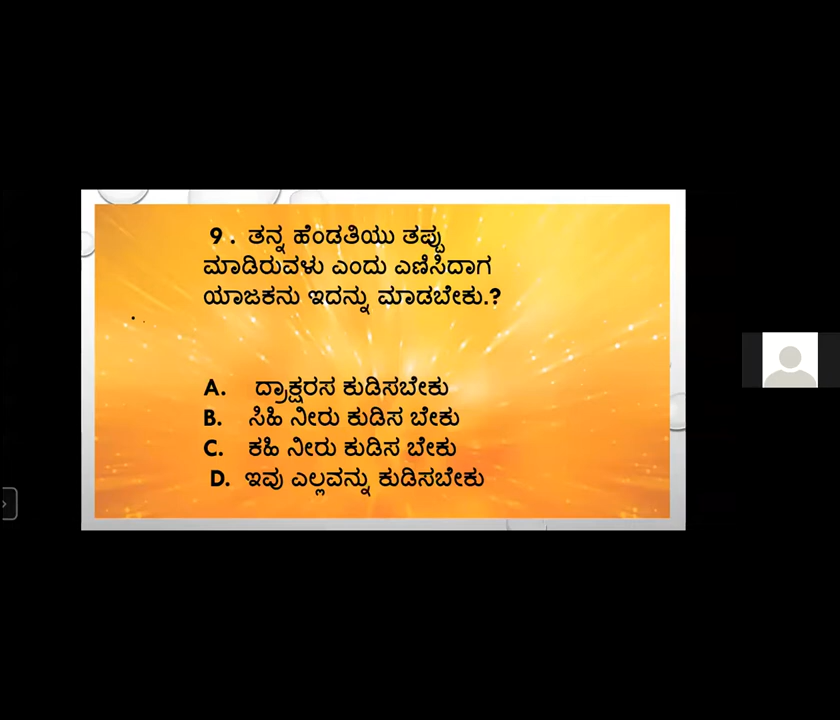 9 . ತನ್ನ ಹೆಂಡತಿಯು ತಪ್ಪು
ಮಾಡಿರುವಳು ಎಂದು ಎಣಿಸಿದಾಗ
ಯಾಜಕನು ಇದನ್ನು ಮಾಡಬೇಕು.?
A. ದ್ರಾಕ್ಷರಸ ಕುಡಿಸಬೇಕು
B. ಸಿಹಿ ನೀರು ಕುಡಿಸ ಬೇಕು
C. ಕಹಿ ನೀರು ಕುಡಿಸ ಬೇಕು
D. ಇವು ಎಲ್ಲವನ್ನು ಕುಡಿಸಬೇಕು